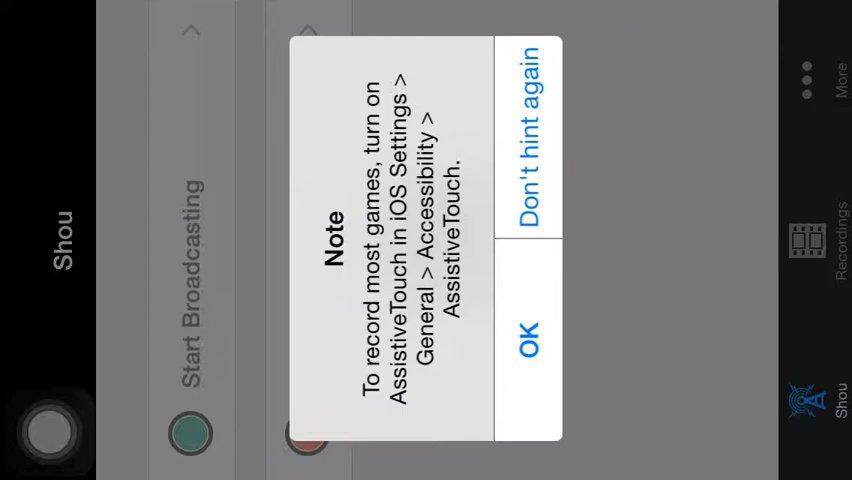 Shou
Start Broadcasting
Note
To record most games, turn on
AssistiveTouch in iOS Settings >
General > Accessibility >
AssistiveTouch.
OK
Don't hint again
Shou
Recordings
More